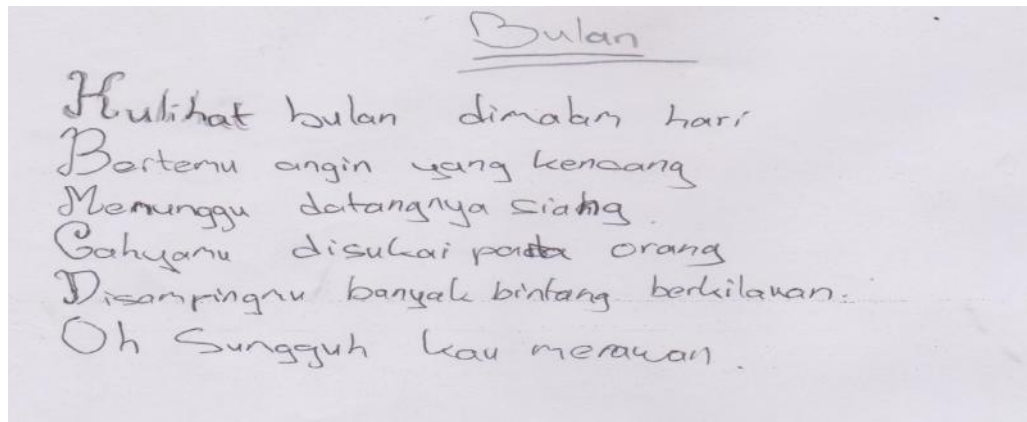 Bulan
Kulihat bulan dimalam hari
Bertemu angin yang kencang
Menunggu datangnya siang.
Cahyamu disukai para orang
Disampingmu banyak bintang berkilauan.
Oh Sungguh kau merawan.